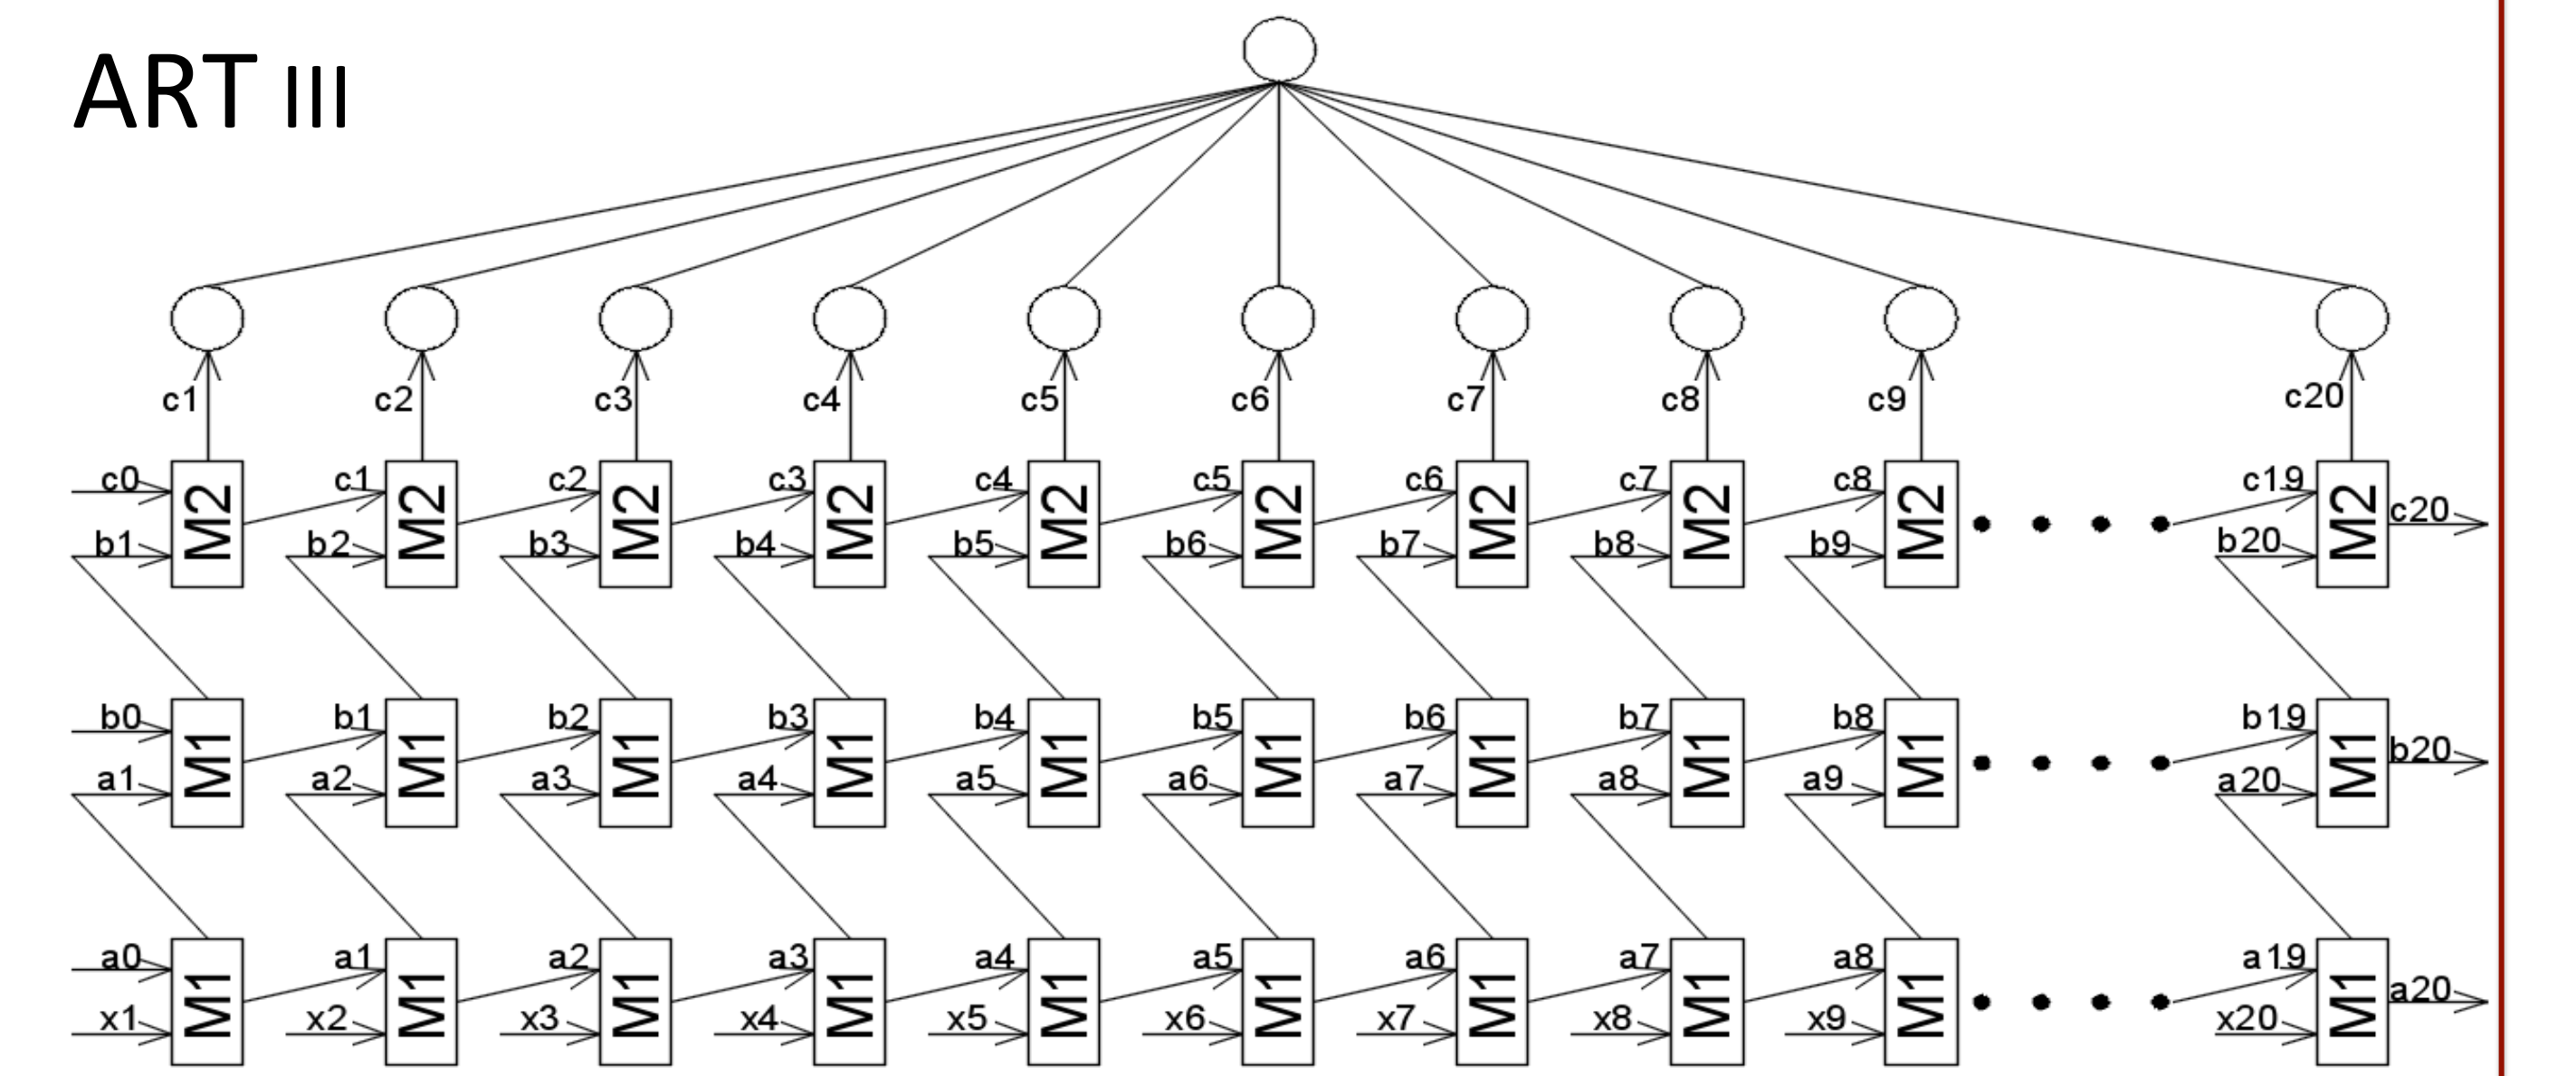 ART III
c1 c2 c3 c4 c5 c6 c7 c8 c9 c20
c0 c1 c2 c3 c4 c5 c6 c7 c8 c19
M2 M2 M2 M2 M2 M2 M2 M2 M2 M2 c20
b1 b2 b3 b4 b5 b6 b7 b8 b9 b20
b0 b1 b2 b3 b4 b5 b6 b7 b8 b19
M1 M1 M1 M1 M1 M1 M1 M1 M1 M1 b20
a1 a2 a3 a4 a5 a6 a7 a8 a9 a20
a0 a1 a2 a3 a4 a5 a6 a7 a8 a19
M1 M1 M1 M1 M1 M1 M1 M1 M1 M1 a20
x1 x2 x3 x4 x5 x6 x7 x8 x9 x20